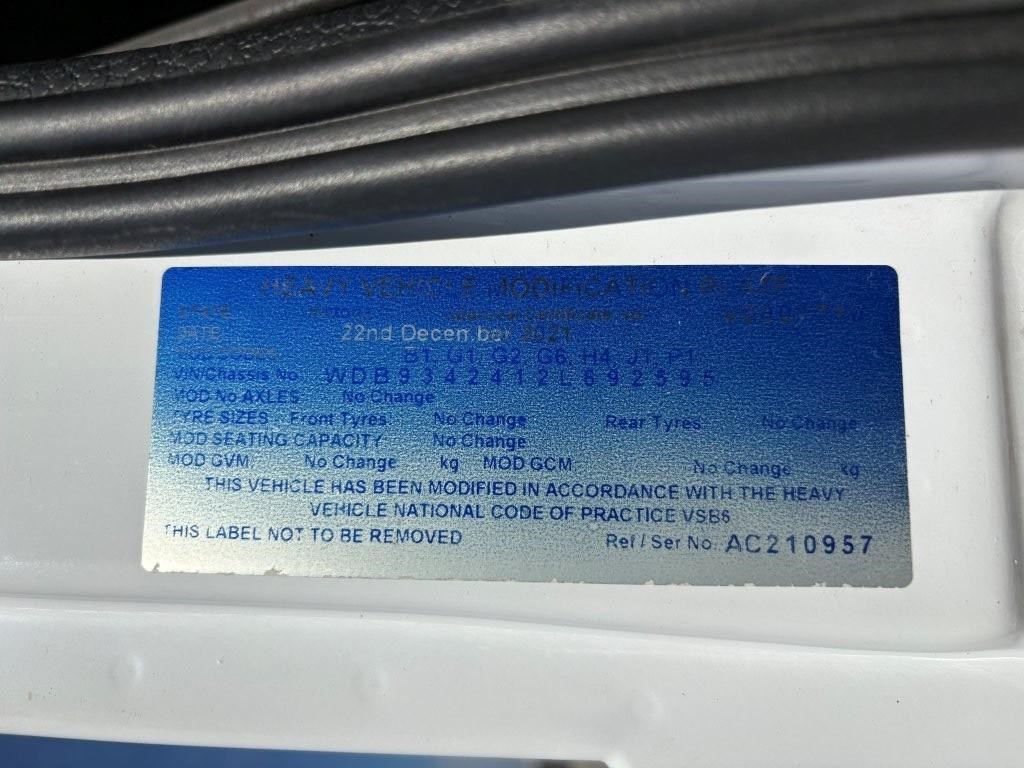 HEAVY VEHICLE MODIFICATION PLATE
DATE 22nd December 2021
B1, G1, G2, G6, H4, J1, P1
VIN/Chassis No WDB9342412L692595
MOD No AXLES No Change
TYRE SIZES Front Tyres No Change Rear Tyres No Change
MOD SEATING CAPACITY No Change
MOD GVM No Change kg MOD GCM No Change kg
THIS VEHICLE HAS BEEN MODIFIED IN ACCORDANCE WITH THE HEAVY
VEHICLE NATIONAL CODE OF PRACTICE VSB6
THIS LABEL NOT TO BE REMOVED Ref / Ser No. AC210957